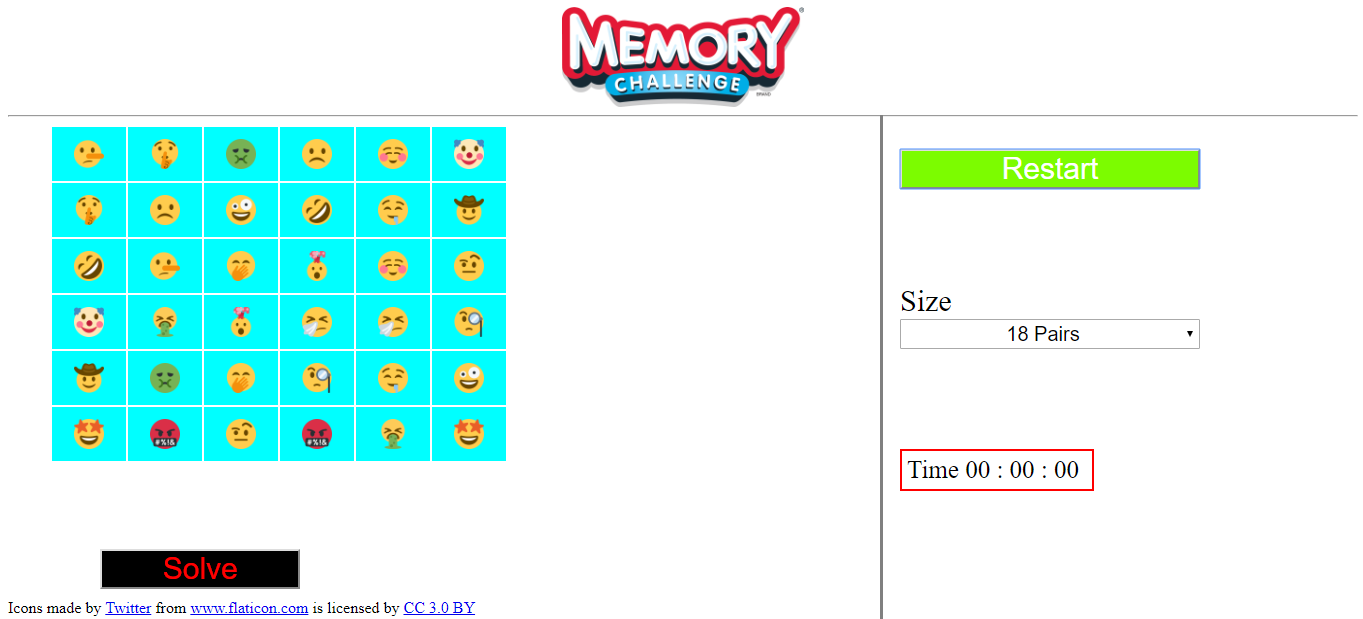 MEMORY
CHALLENGE
Restart
Size
18 Pairs
Time 00 : 00 : 00
#%!&
#%!&
Solve
Icons made by Twitter from www.flaticon.com is licensed by CC 3.0 BY